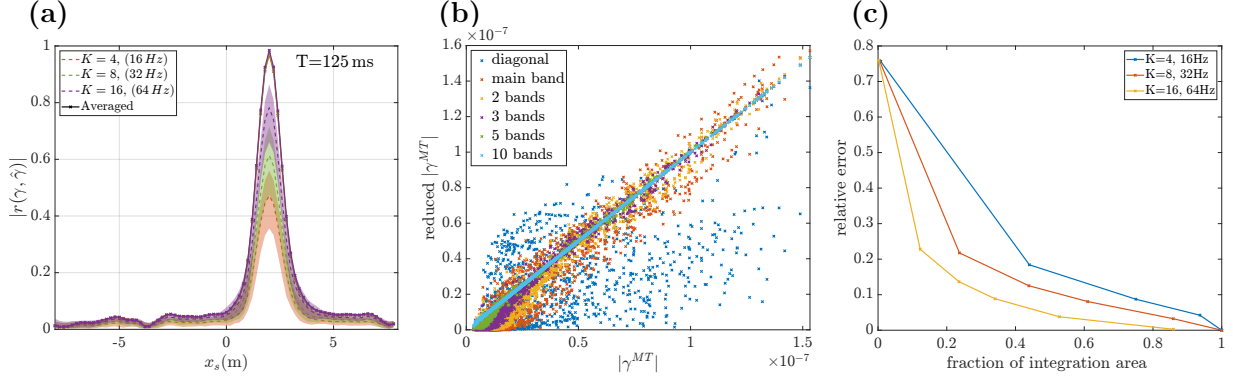 (a)
1
0.8
0.6
0.4
0.2
0
-5
0
5
x_s(m)
|r(γ, γ̂)|
K = 4, (16 Hz)
K = 8, (32 Hz)
K = 16, (64 Hz)
Averaged
T=125 ms
(b)
×10⁻⁷
1.6
1.4
1.2
1
0.8
0.6
0.4
0.2
0
0
0.5
1
1.5
×10⁻⁷
|γ^{MT}|
reduced |γ^{MT}|
diagonal
main band
2 bands
3 bands
5 bands
10 bands
(c)
0.8
0.7
0.6
0.5
0.4
0.3
0.2
0.1
0
0
0.2
0.4
0.6
0.8
1
fraction of integration area
relative error
K=4, 16Hz
K=8, 32Hz
K=16, 64Hz